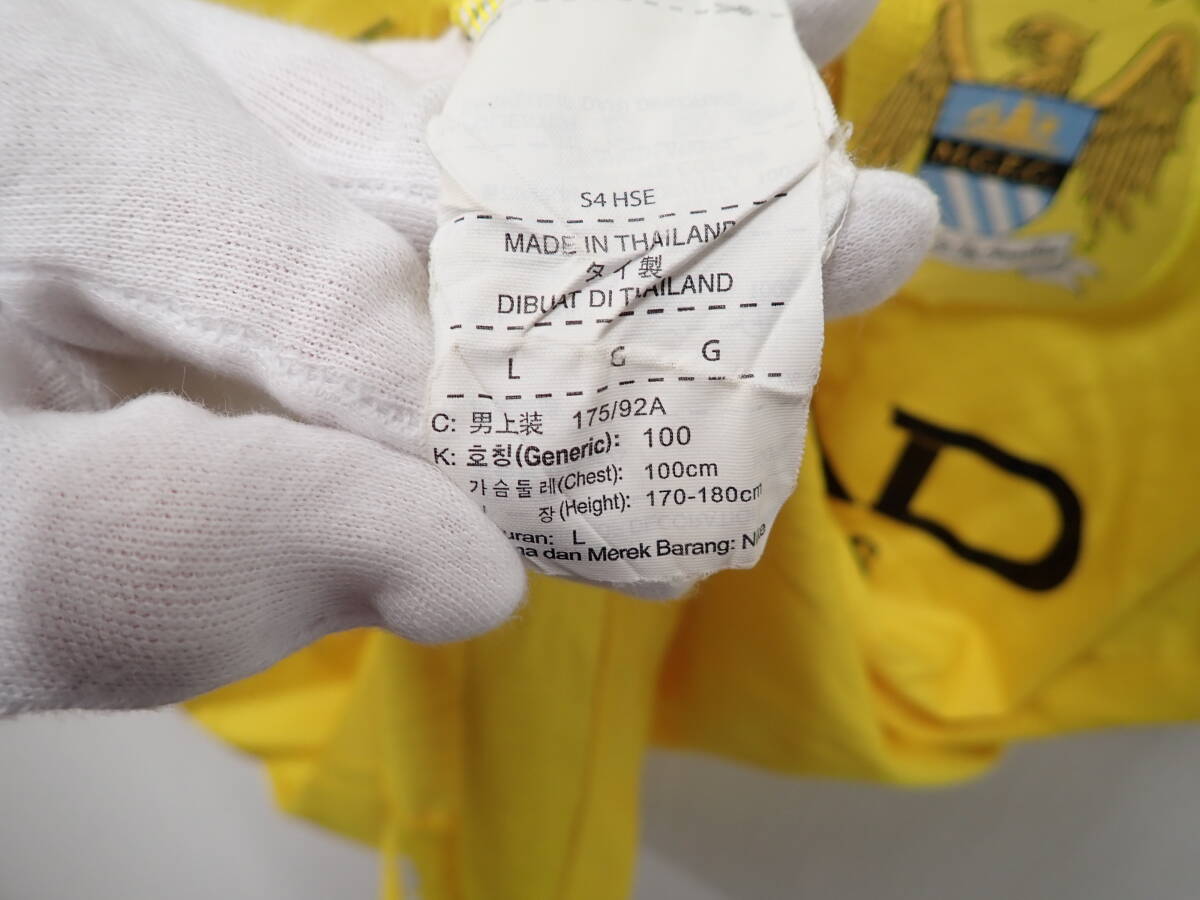 S4 HSE
MADE IN THAILAND
タイ製
DIBUAT DI THAILAND
L G G
C: 男上装 175/92A
K: 호칭(Generic): 100
가슴둘레(Chest): 100cm
장(Height): 170-180cm
uran: L
dan Merek Barang:
M.C.F.C.
D